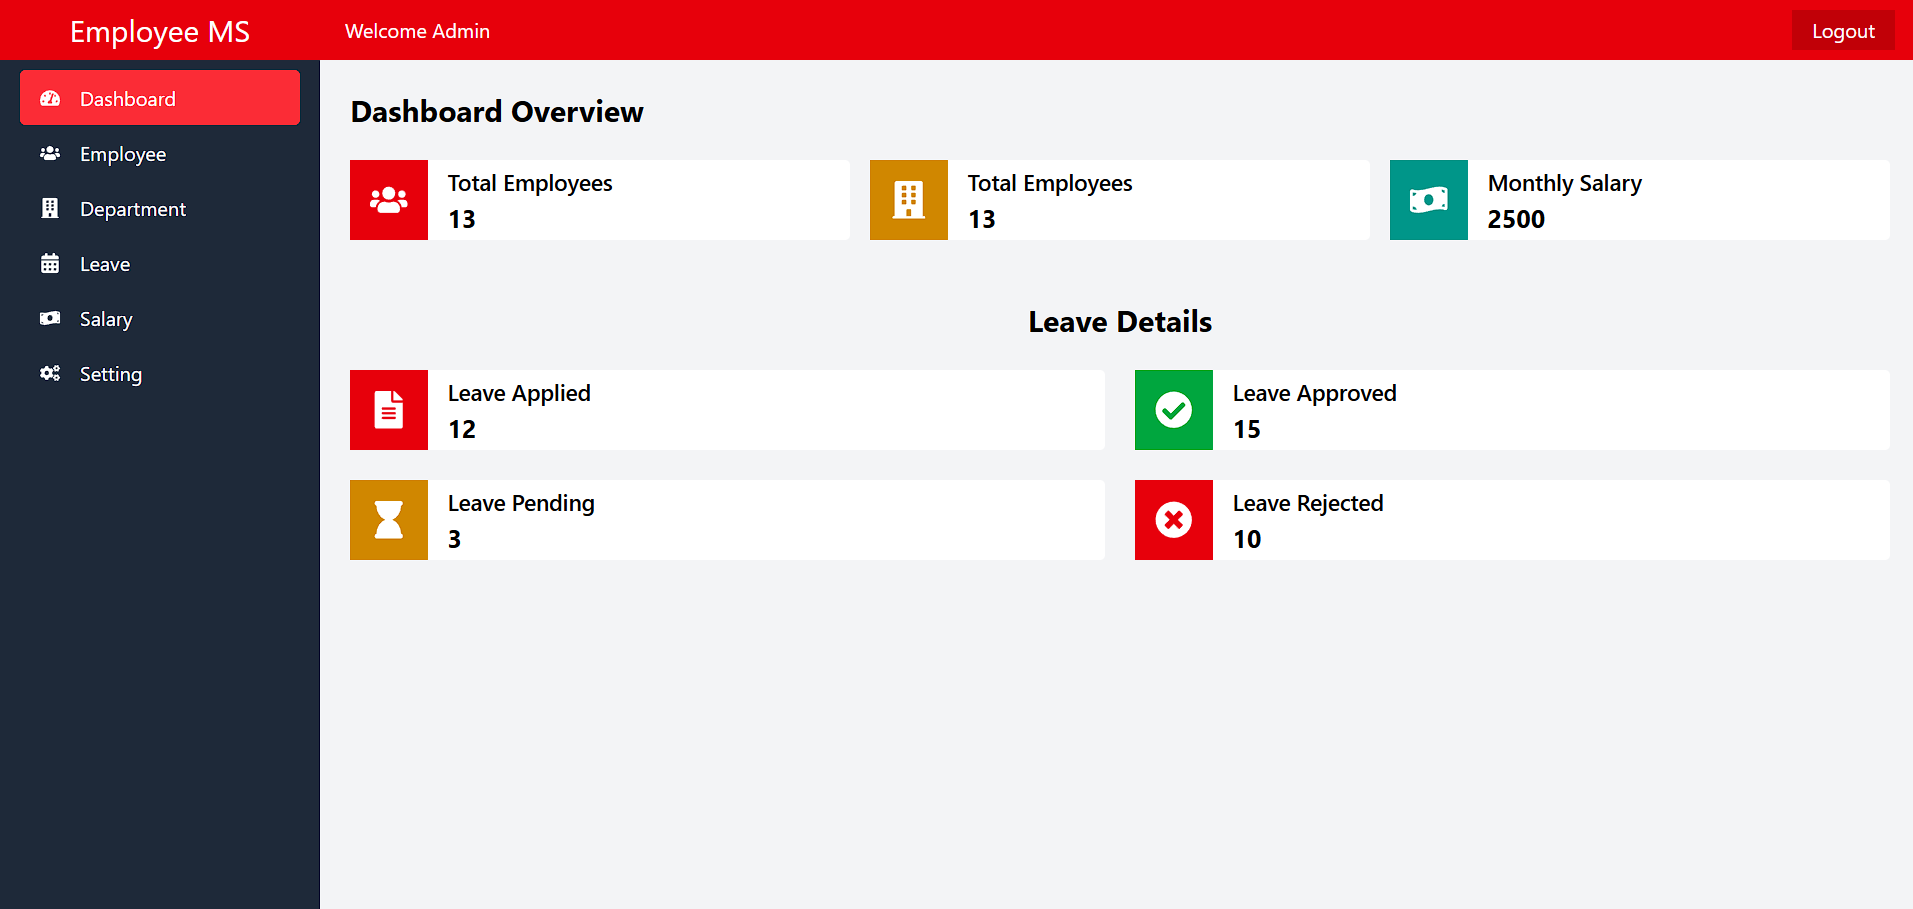 Employee MS
Welcome Admin
Logout
Dashboard
Employee
Department
Leave
Salary
Setting
Dashboard Overview
Total Employees
13
Total Employees
13
Monthly Salary
2500
Leave Details
Leave Applied
12
Leave Approved
15
Leave Pending
3
Leave Rejected
10